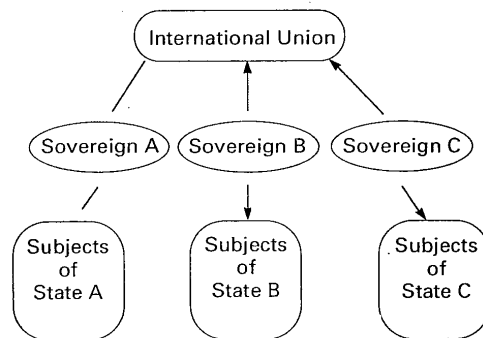 International Union
Sovereign A
Sovereign B
Sovereign C
Subjects
of
State A
Subjects
of
State B
Subjects
of
State C